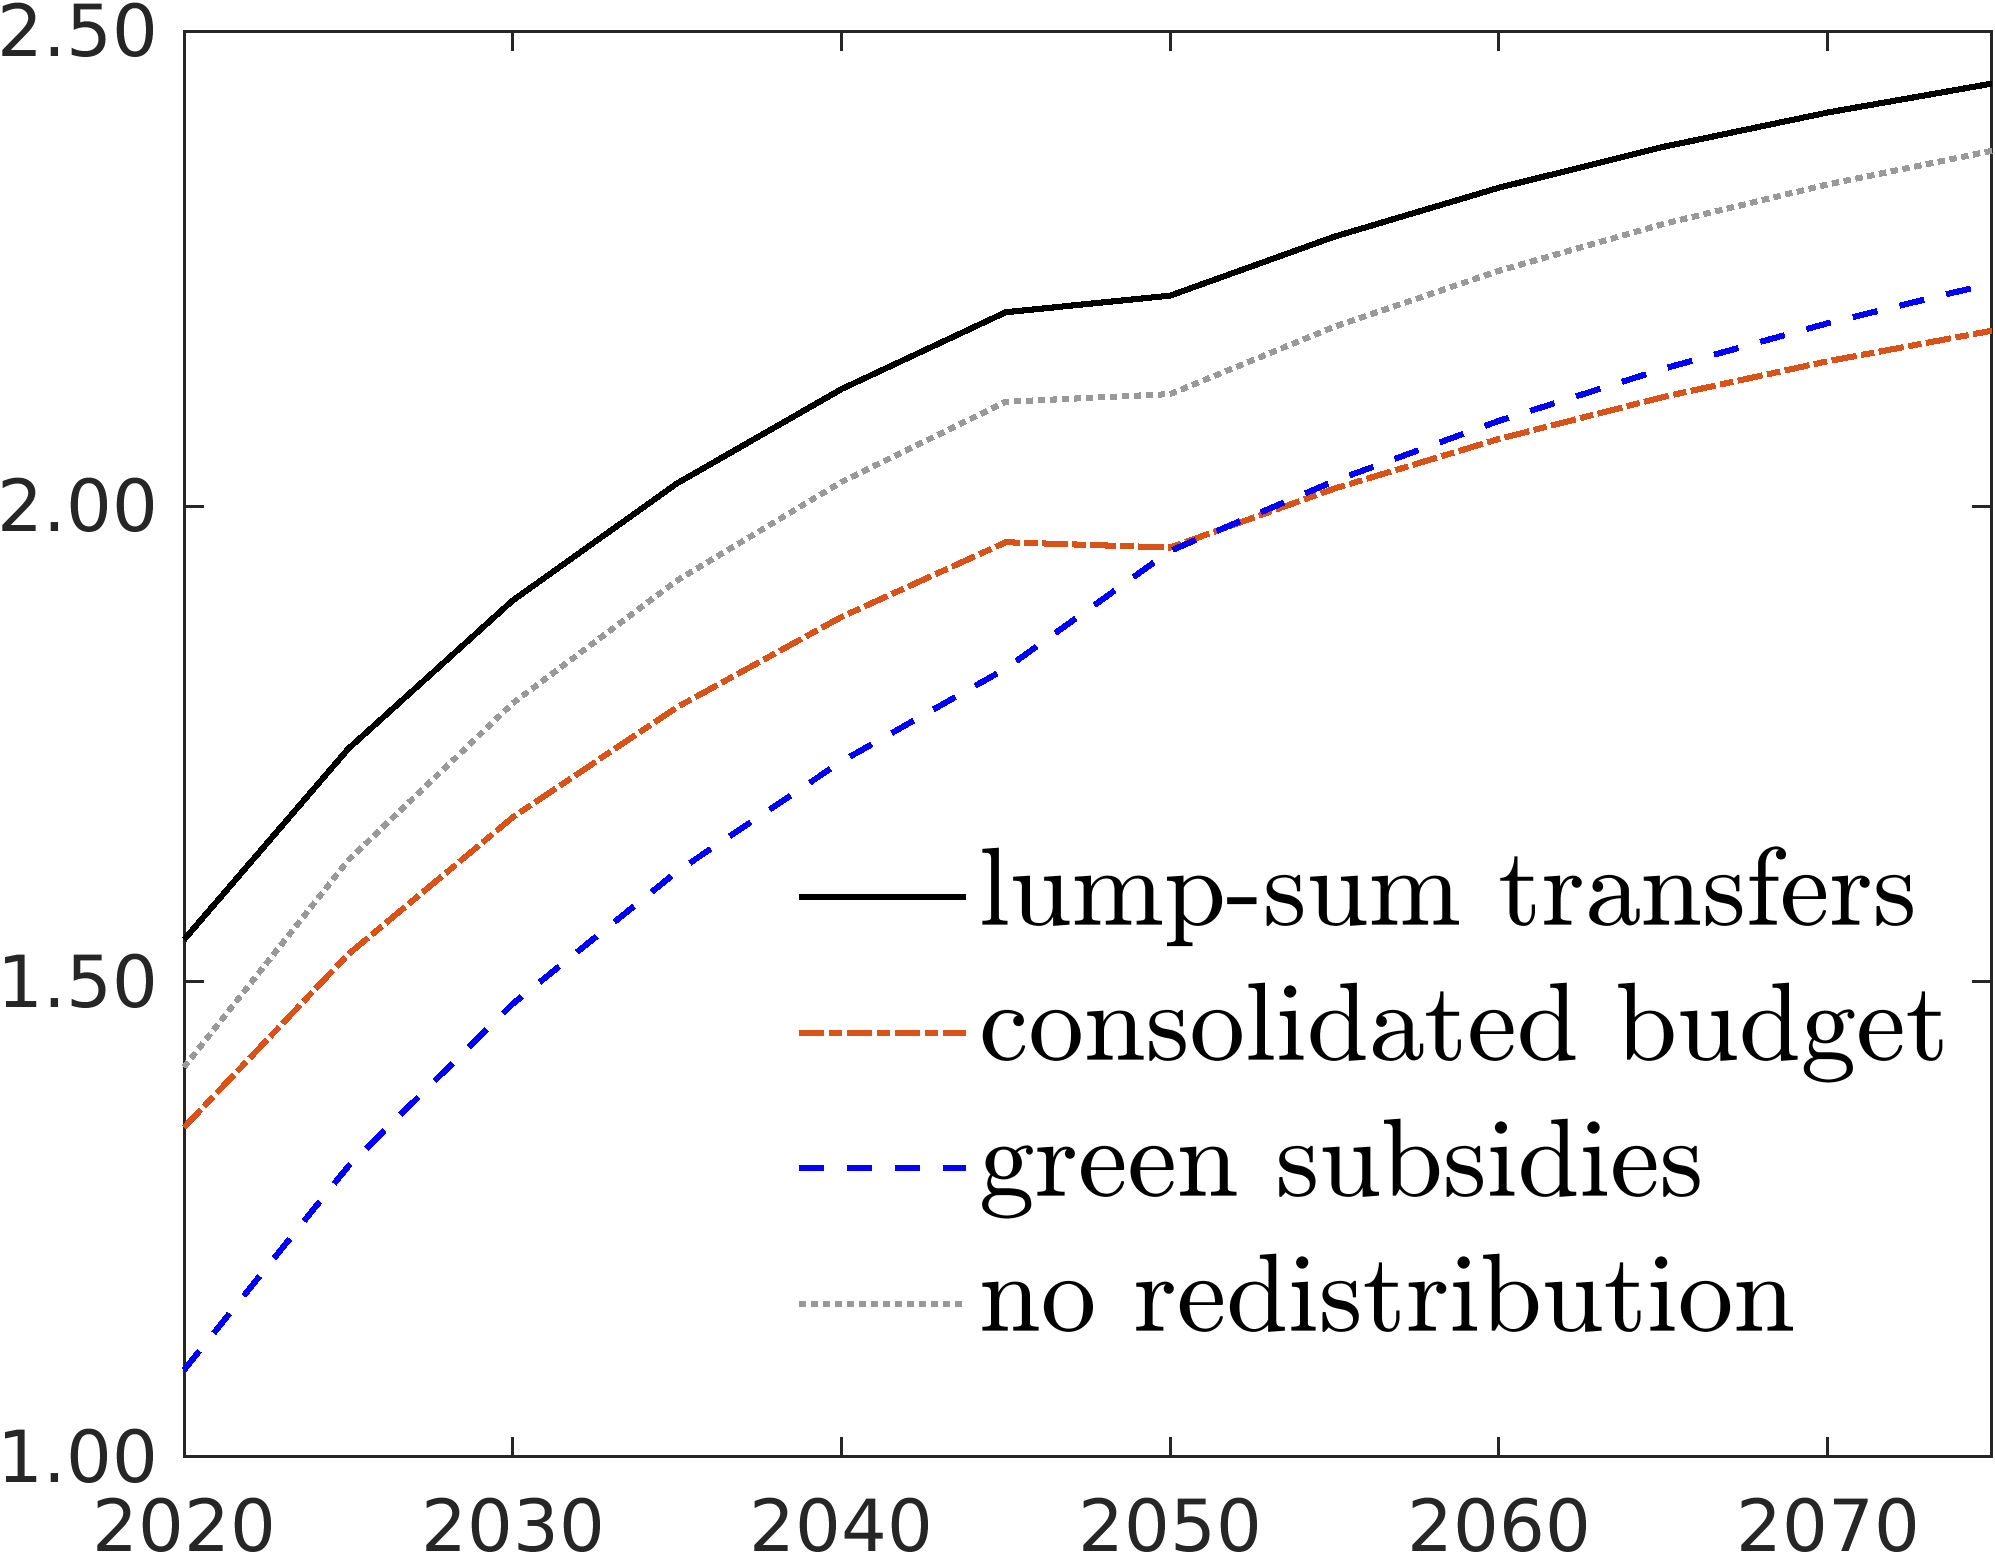 2.50
2.00
1.50
1.00
lump-sum transfers
consolidated budget
green subsidies
no redistribution
2020 2030 2040 2050 2060 2070